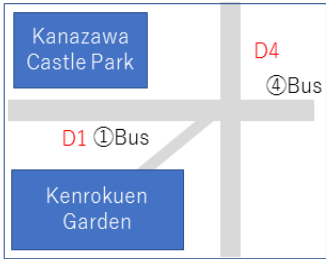 Kanazawa
Castle Park
D4
④Bus
D1 ①Bus
Kenrokuen
Garden